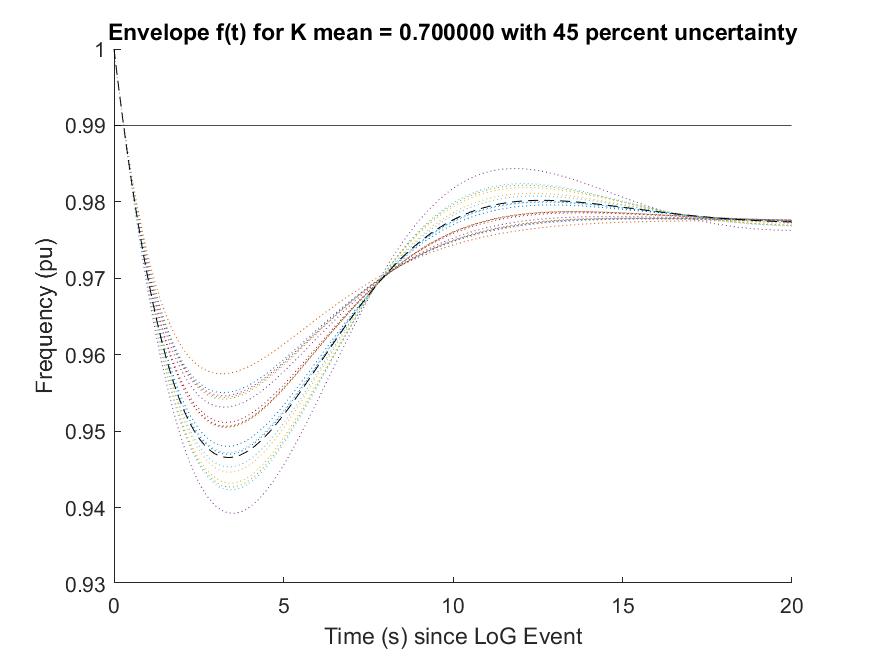 Envelope f(t) for K mean = 0.700000 with 45 percent uncertainty
1
0.99
0.98
0.97
0.96
0.95
0.94
0.93
Frequency (pu)
0 5 10 15 20
Time (s) since LoG Event